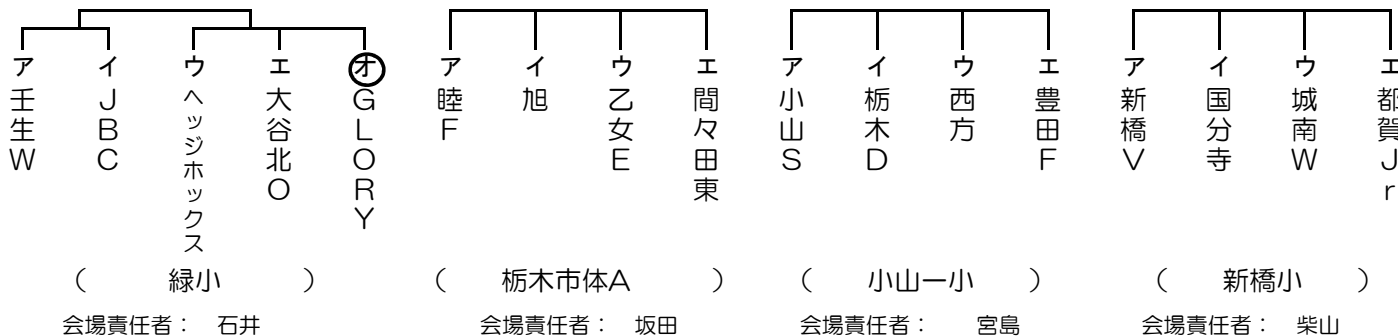 ア イ ウ エ オ ア イ ウ エ ア イ ウ エ ア イ ウ エ
壬生W
JBC
ヘッジホックス
大谷北O
GLORY
睦F
旭
乙女E
間々田東
小山S
栃木D
西方
豊田F
新橋V
国分寺
城南W
都賀Jr
( 緑小 ) ( 栃木市体A ) ( 小山一小 ) ( 新橋小 )
会場責任者： 石井 会場責任者： 坂田 会場責任者： 宮島 会場責任者： 柴山